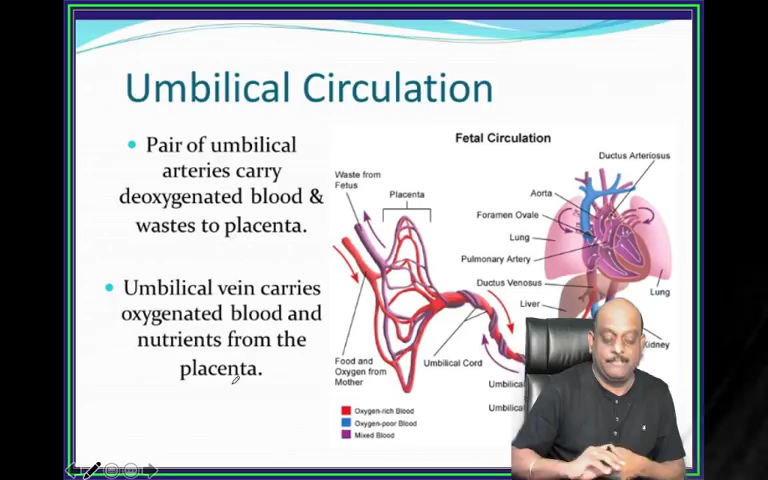 Umbilical Circulation
• Pair of umbilical
arteries carry
deoxygenated blood &
wastes to placenta.
• Umbilical vein carries
oxygenated blood and
nutrients from the
placenta.
Fetal Circulation
Ductus Arteriosus
Waste from
Fetus
Placenta
Aorta
Foramen Ovale
Lung
Pulmonary Artery
Ductus Venosus
Lung
Liver
Kidney
Food and
Oxygen from
Mother
Umbilical Cord
Umbilical
Umbilical
Oxygen-rich Blood
Oxygen-poor Blood
Mixed Blood